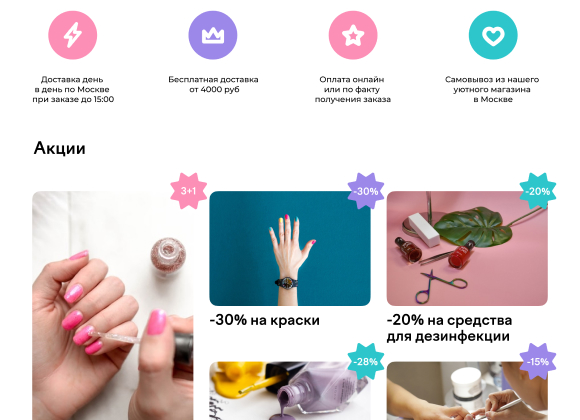 Доставка день
в день по Москве
при заказе до 15:00
Бесплатная доставка
от 4000 руб
Оплата онлайн
или по факту
получения заказа
Самовывоз из нашего
уютного магазина
в Москве
Акции
3+1
-30%
-20%
-30% на краски
-20% на средства
для дезинфекции
-28%
-15%